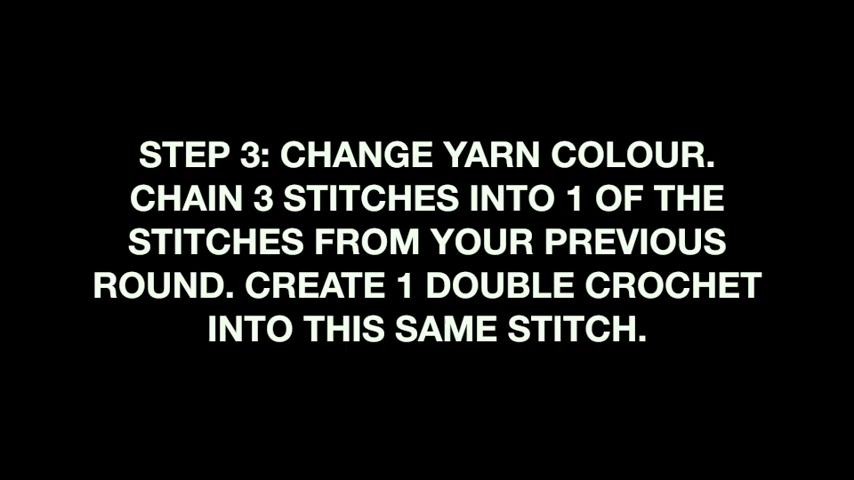 STEP 3: CHANGE YARN COLOUR.
CHAIN 3 STITCHES INTO 1 OF THE
STITCHES FROM YOUR PREVIOUS
ROUND. CREATE 1 DOUBLE CROCHET
INTO THIS SAME STITCH.